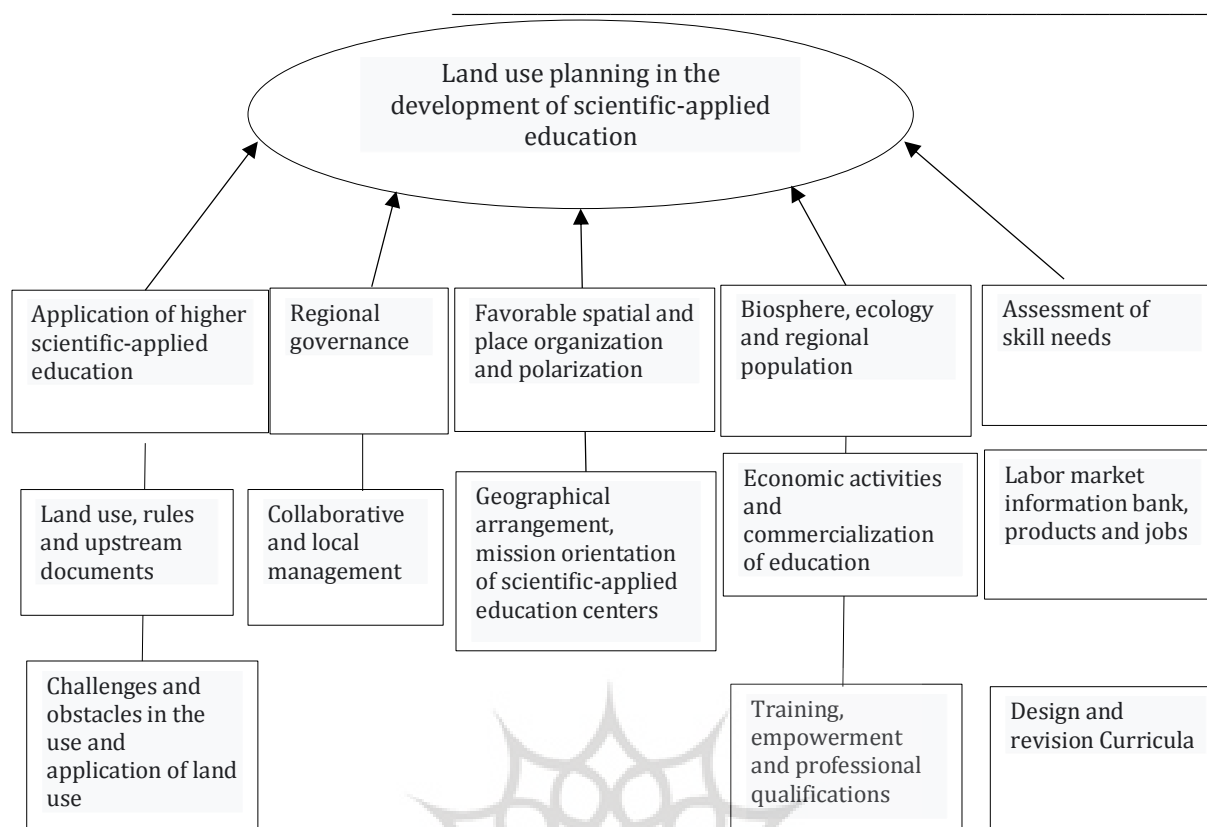 Land use planning in the
development of scientific-applied
education
Application of higher
scientific-applied
education
Regional
governance
Favorable spatial and
place organization
and polarization
Biosphere, ecology
and regional
population
Assessment of
skill needs
Land use, rules
and upstream
documents
Collaborative
and local
management
Geographical
arrangement,
mission orientation
of scientific-applied
education centers
Economic activities
and
commercialization
of education
Labor market
information bank,
products and jobs
Challenges and
obstacles in the
use and
application of land
use
Training,
empowerment
and professional
qualifications
Design and
revision Curricula